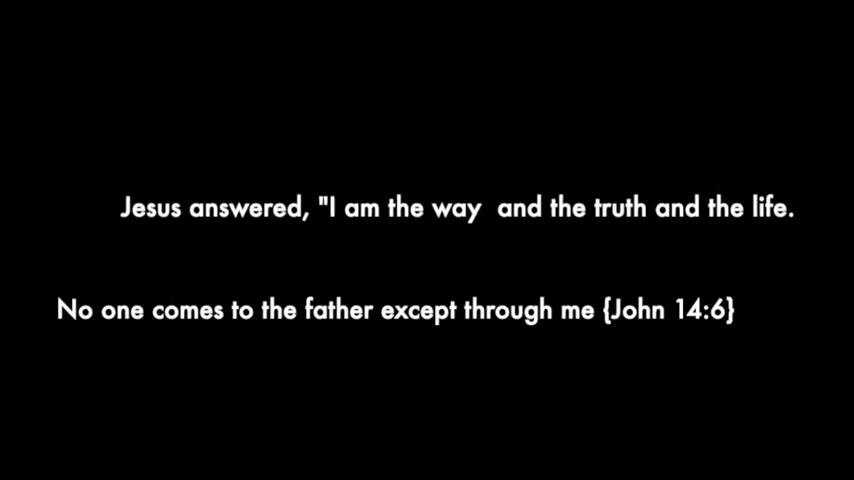 Jesus answered, "I am the way  and the truth and the life.
No one comes to the father except through me {John 14:6}